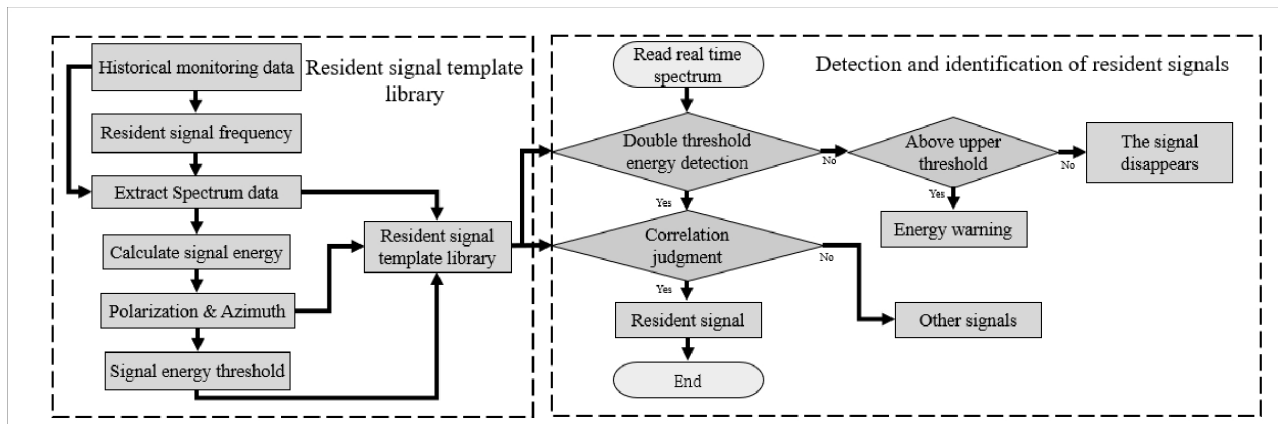 Historical monitoring data
Resident signal template
library
Resident signal frequency
Extract Spectrum data
Calculate signal energy
Resident signal
template library
Polarization & Azimuth
Signal energy threshold
Read real time
spectrum
Detection and identification of resident signals
Double threshold
energy detection
No
Above upper
threshold
No
The signal
disappears
Yes
Yes
Energy warning
Correlation
judgment
No
Yes
Resident signal
Other signals
End